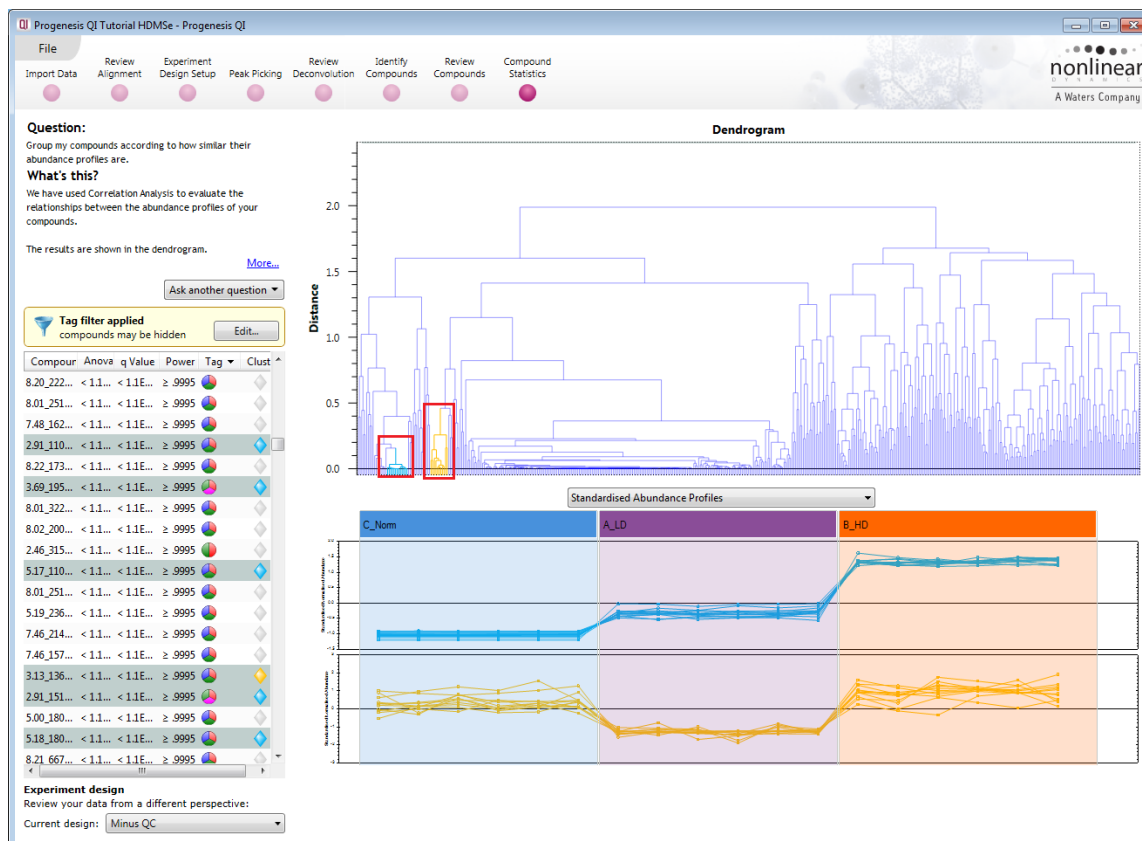 Progenesis QI Tutorial HDMSe - Progenesis QI
File
Import Data
Review Alignment
Experiment Design Setup
Peak Picking
Review Deconvolution
Identify Compounds
Review Compounds
Compound Statistics
nonlinear
DYNAMICS
A Waters Company
Question:
Group my compounds according to how similar their
abundance profiles are.
What's this?
We have used Correlation Analysis to evaluate the
relationships between the abundance profiles of your
compounds.
The results are shown in the dendrogram.
More...
Ask another question
Tag filter applied
compounds may be hidden
Edit...
Compour Anova q Value Power Tag Clust
8.20_222... < 1.1... < 1.1E... ≥ .9995
8.01_251... < 1.1... < 1.1E... ≥ .9995
7.48_162... < 1.1... < 1.1E... ≥ .9995
2.91_110... < 1.1... < 1.1E... ≥ .9995
8.22_173... < 1.1... < 1.1E... ≥ .9995
3.69_195... < 1.1... < 1.1E... ≥ .9995
8.01_322... < 1.1... < 1.1E... ≥ .9995
8.02_200... < 1.1... < 1.1E... ≥ .9995
2.46_315... < 1.1... < 1.1E... ≥ .9995
5.17_110... < 1.1... < 1.1E... ≥ .9995
8.01_251... < 1.1... < 1.1E... ≥ .9995
5.19_236... < 1.1... < 1.1E... ≥ .9995
7.46_214... < 1.1... < 1.1E... ≥ .9995
7.46_157... < 1.1... < 1.1E... ≥ .9995
3.13_136... < 1.1... < 1.1E... ≥ .9995
2.91_151... < 1.1... < 1.1E... ≥ .9995
5.00_180... < 1.1... < 1.1E... ≥ .9995
5.18_180... < 1.1... < 1.1E... ≥ .9995
8.21_667... < 1.1... < 1.1E... ≥ .9995
Experiment design
Review your data from a different perspective:
Current design: Minus QC
Dendrogram
Distance
2.0
1.5
1.0
0.5
0.0
Standardised Abundance Profiles
C_Norm A_LD B_HD